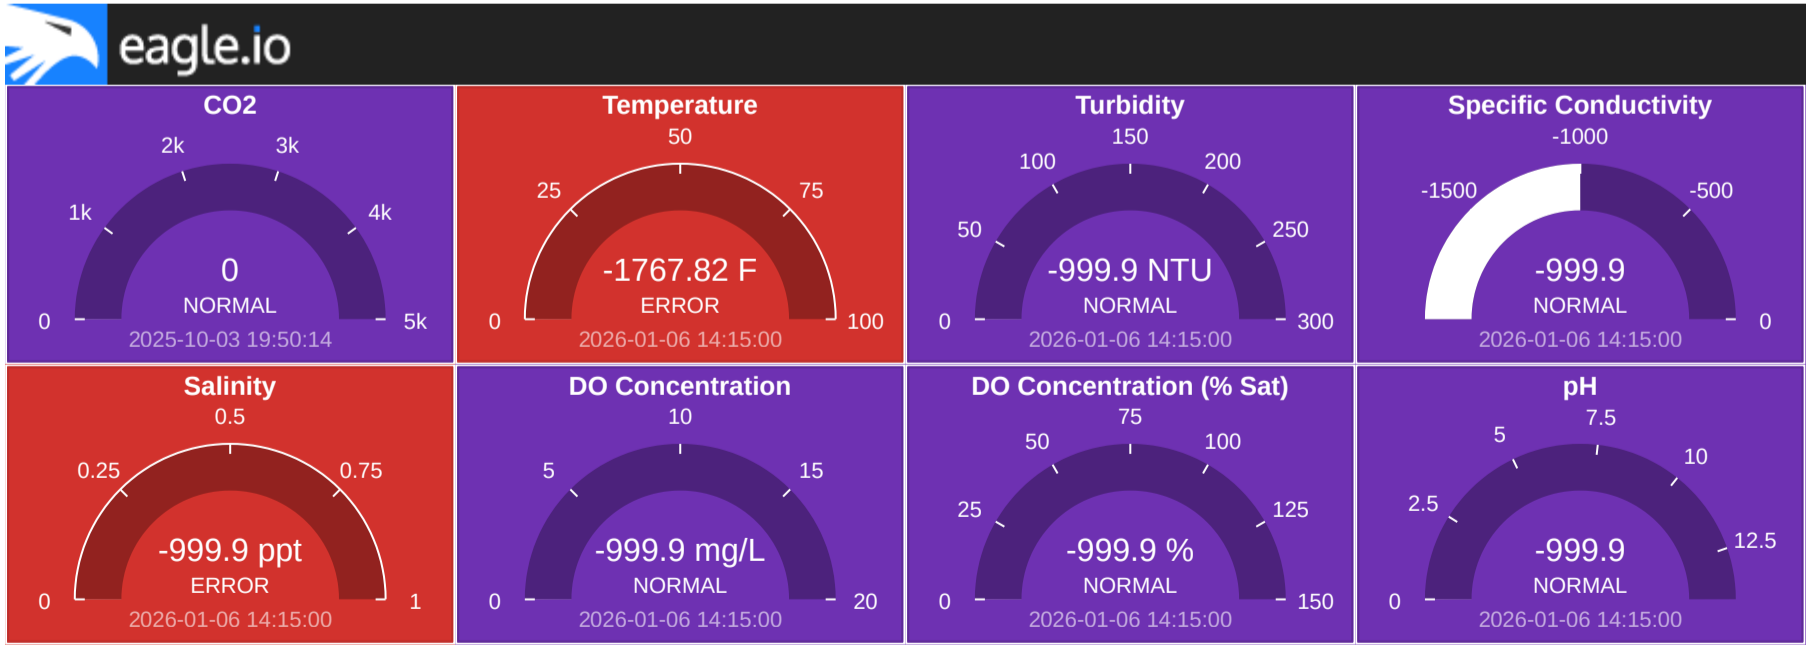 eagle.io
CO2
2k
3k
1k
4k
0
NORMAL
0
5k
2025-10-03 19:50:14
Temperature
50
25
75
-1767.82 F
ERROR
0
100
2026-01-06 14:15:00
Turbidity
150
100
200
50
250
-999.9 NTU
NORMAL
0
300
2026-01-06 14:15:00
Specific Conductivity
-1000
-1500
-500
-999.9
NORMAL
0
2026-01-06 14:15:00
Salinity
0.5
0.25
0.75
-999.9 ppt
ERROR
0
1
2026-01-06 14:15:00
DO Concentration
10
5
15
-999.9 mg/L
NORMAL
0
20
2026-01-06 14:15:00
DO Concentration (% Sat)
75
50
100
25
125
-999.9 %
NORMAL
0
150
2026-01-06 14:15:00
pH
7.5
5
10
2.5
12.5
-999.9
NORMAL
0
2026-01-06 14:15:00